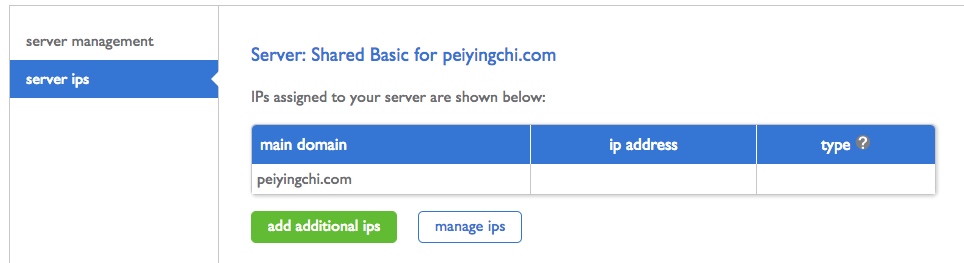 server management
server ips
Server: Shared Basic for peiyingchi.com
IPs assigned to your server are shown below:
main domain ip address type ?
peiyingchi.com
add additional ips manage ips